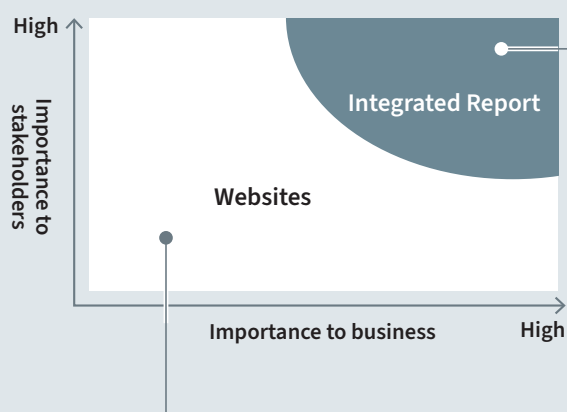 High
Importance to
stakeholders
Integrated Report
Websites
Importance to business
High